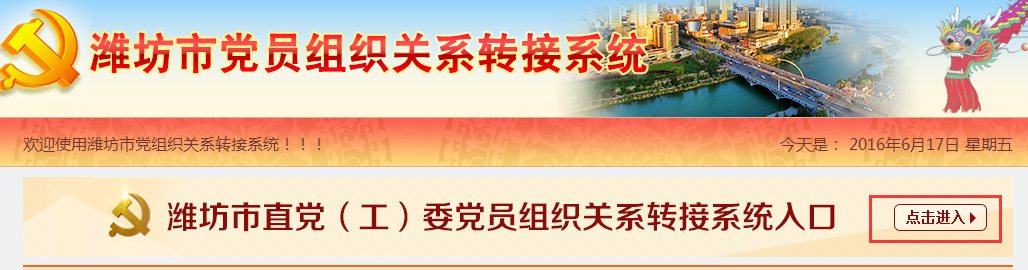 潍坊市党员组织关系转接系统
欢迎使用潍坊市党组织关系转接系统！！！
今天是： 2016年6月17日 星期五
潍坊市直党（工）委党员组织关系转接系统入口
点击进入